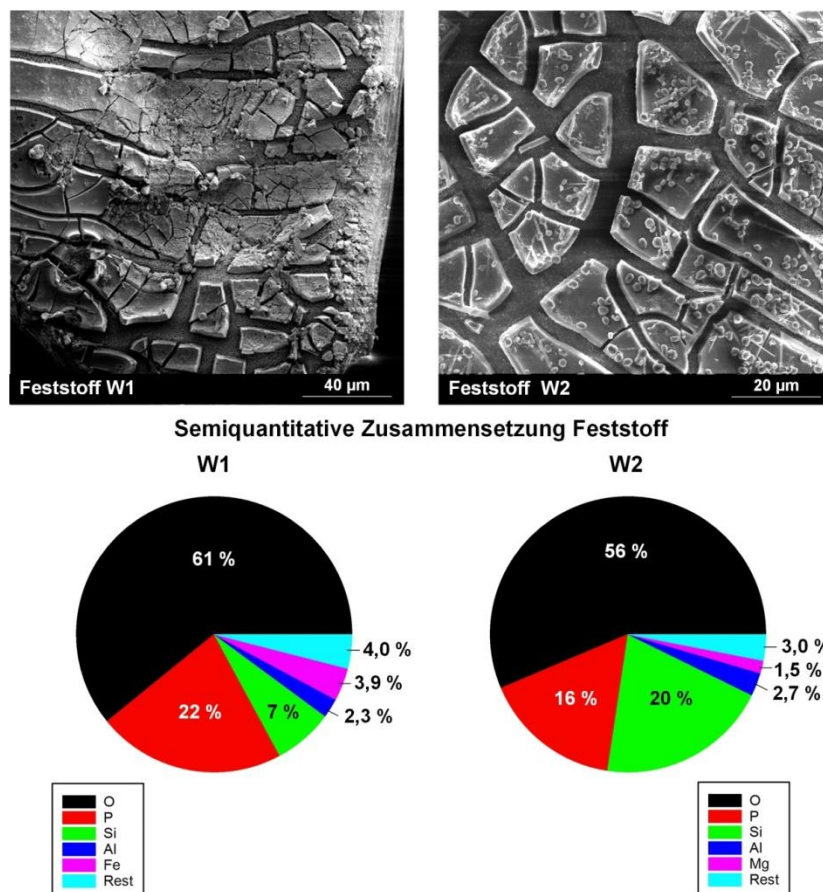 Feststoff W1
40 µm
Feststoff W2
20 µm
Semiquantitative Zusammensetzung Feststoff
W1
W2
61 %
22 %
7 %
4,0 %
3,9 %
2,3 %
56 %
16 %
20 %
3,0 %
1,5 %
2,7 %
O
P
Si
Al
Fe
Rest
O
P
Si
Al
Mg
Rest